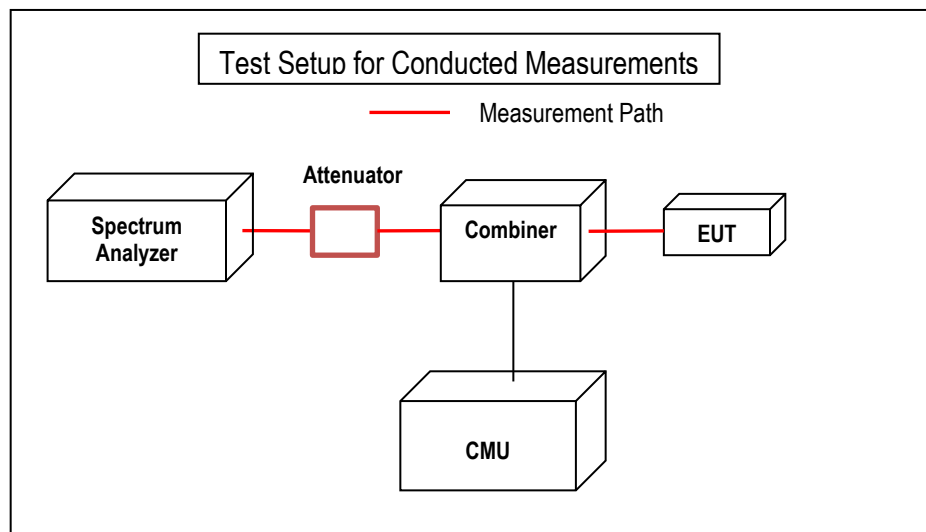 Test Setup for Conducted Measurements
Measurement Path
Attenuator
Spectrum
Analyzer
Combiner
EUT
CMU